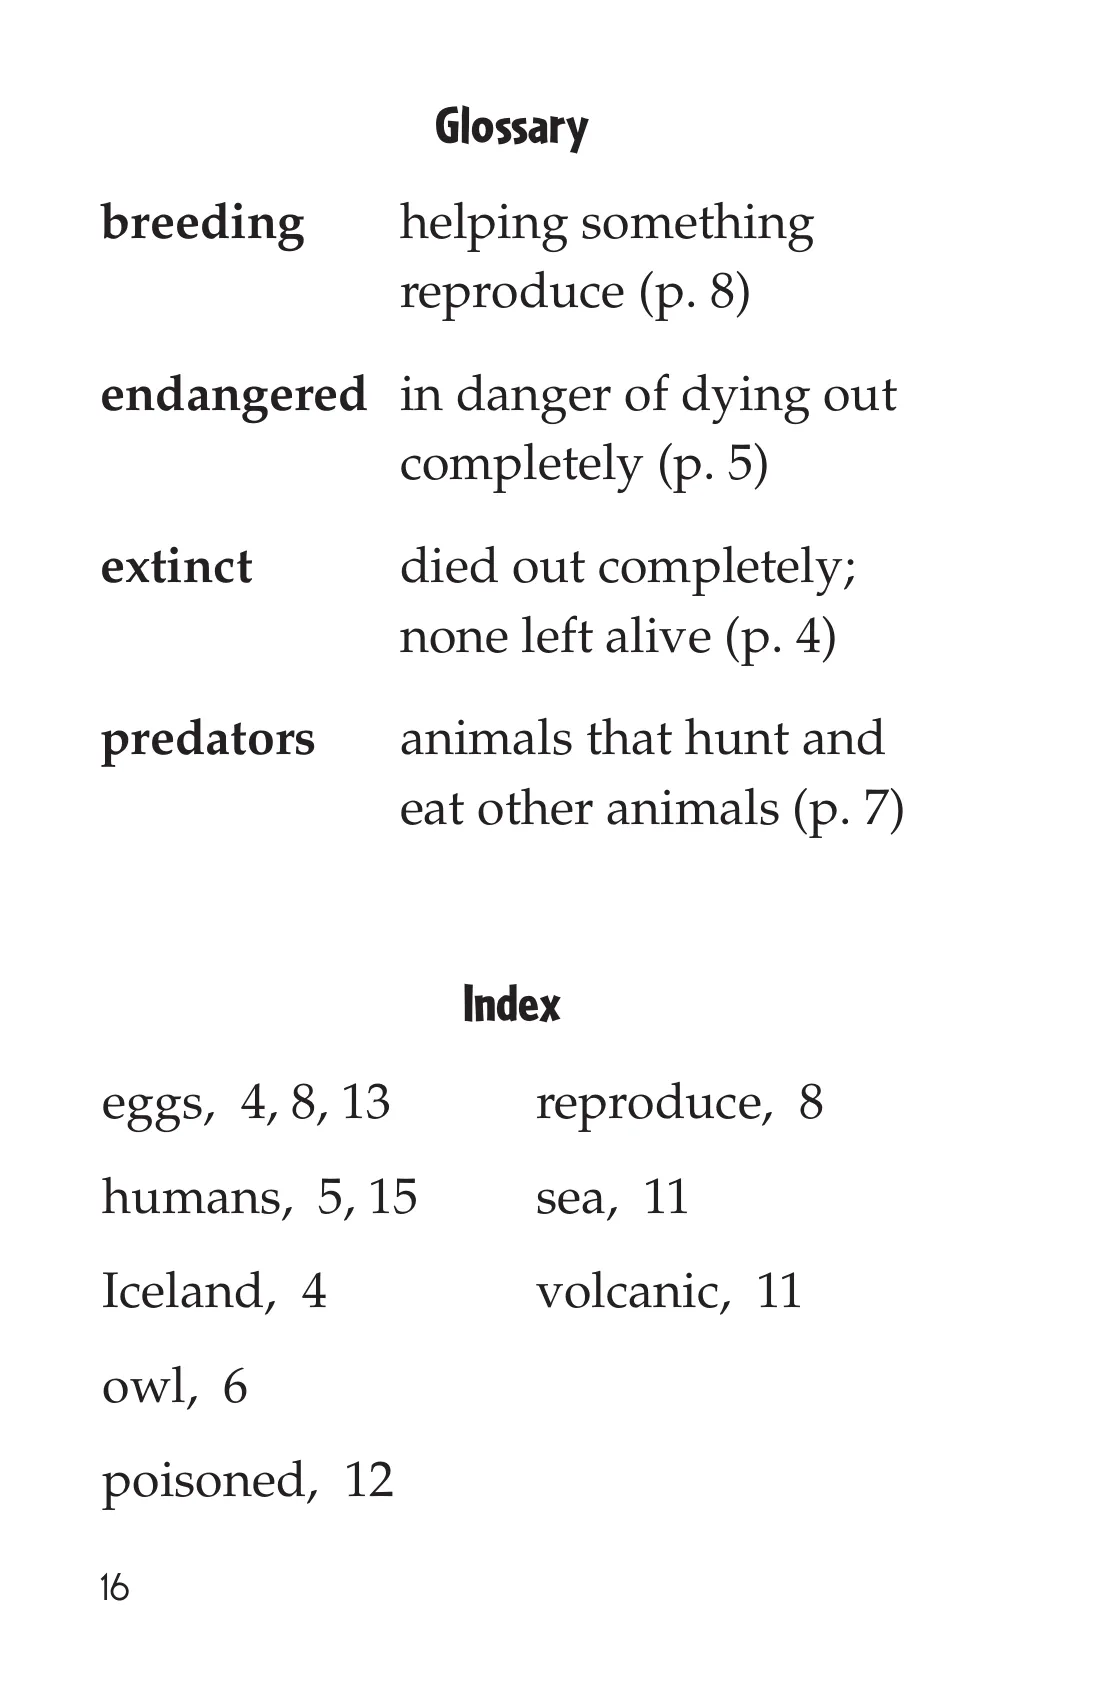 Glossary
breeding helping something
reproduce (p. 8)
endangered in danger of dying out
completely (p. 5)
extinct died out completely;
none left alive (p. 4)
predators animals that hunt and
eat other animals (p. 7)
Index
eggs, 4, 8, 13
humans, 5, 15
Iceland, 4
owl, 6
poisoned, 12
reproduce, 8
sea, 11
volcanic, 11
16